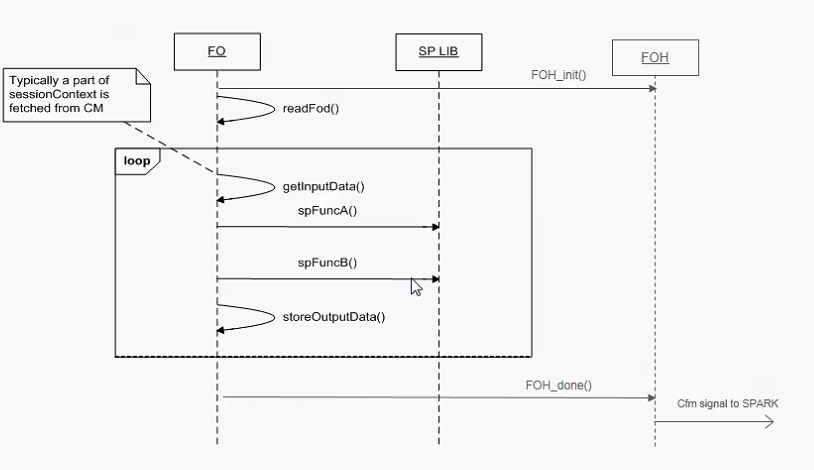 FO
SP LIB
FOH
Typically a part of
sessionContext is
fetched from CM
FOH_init()
readFod()
loop
getInputData()
spFuncA()
spFuncB()
storeOutputData()
FOH_done()
Cfm signal to SPARK